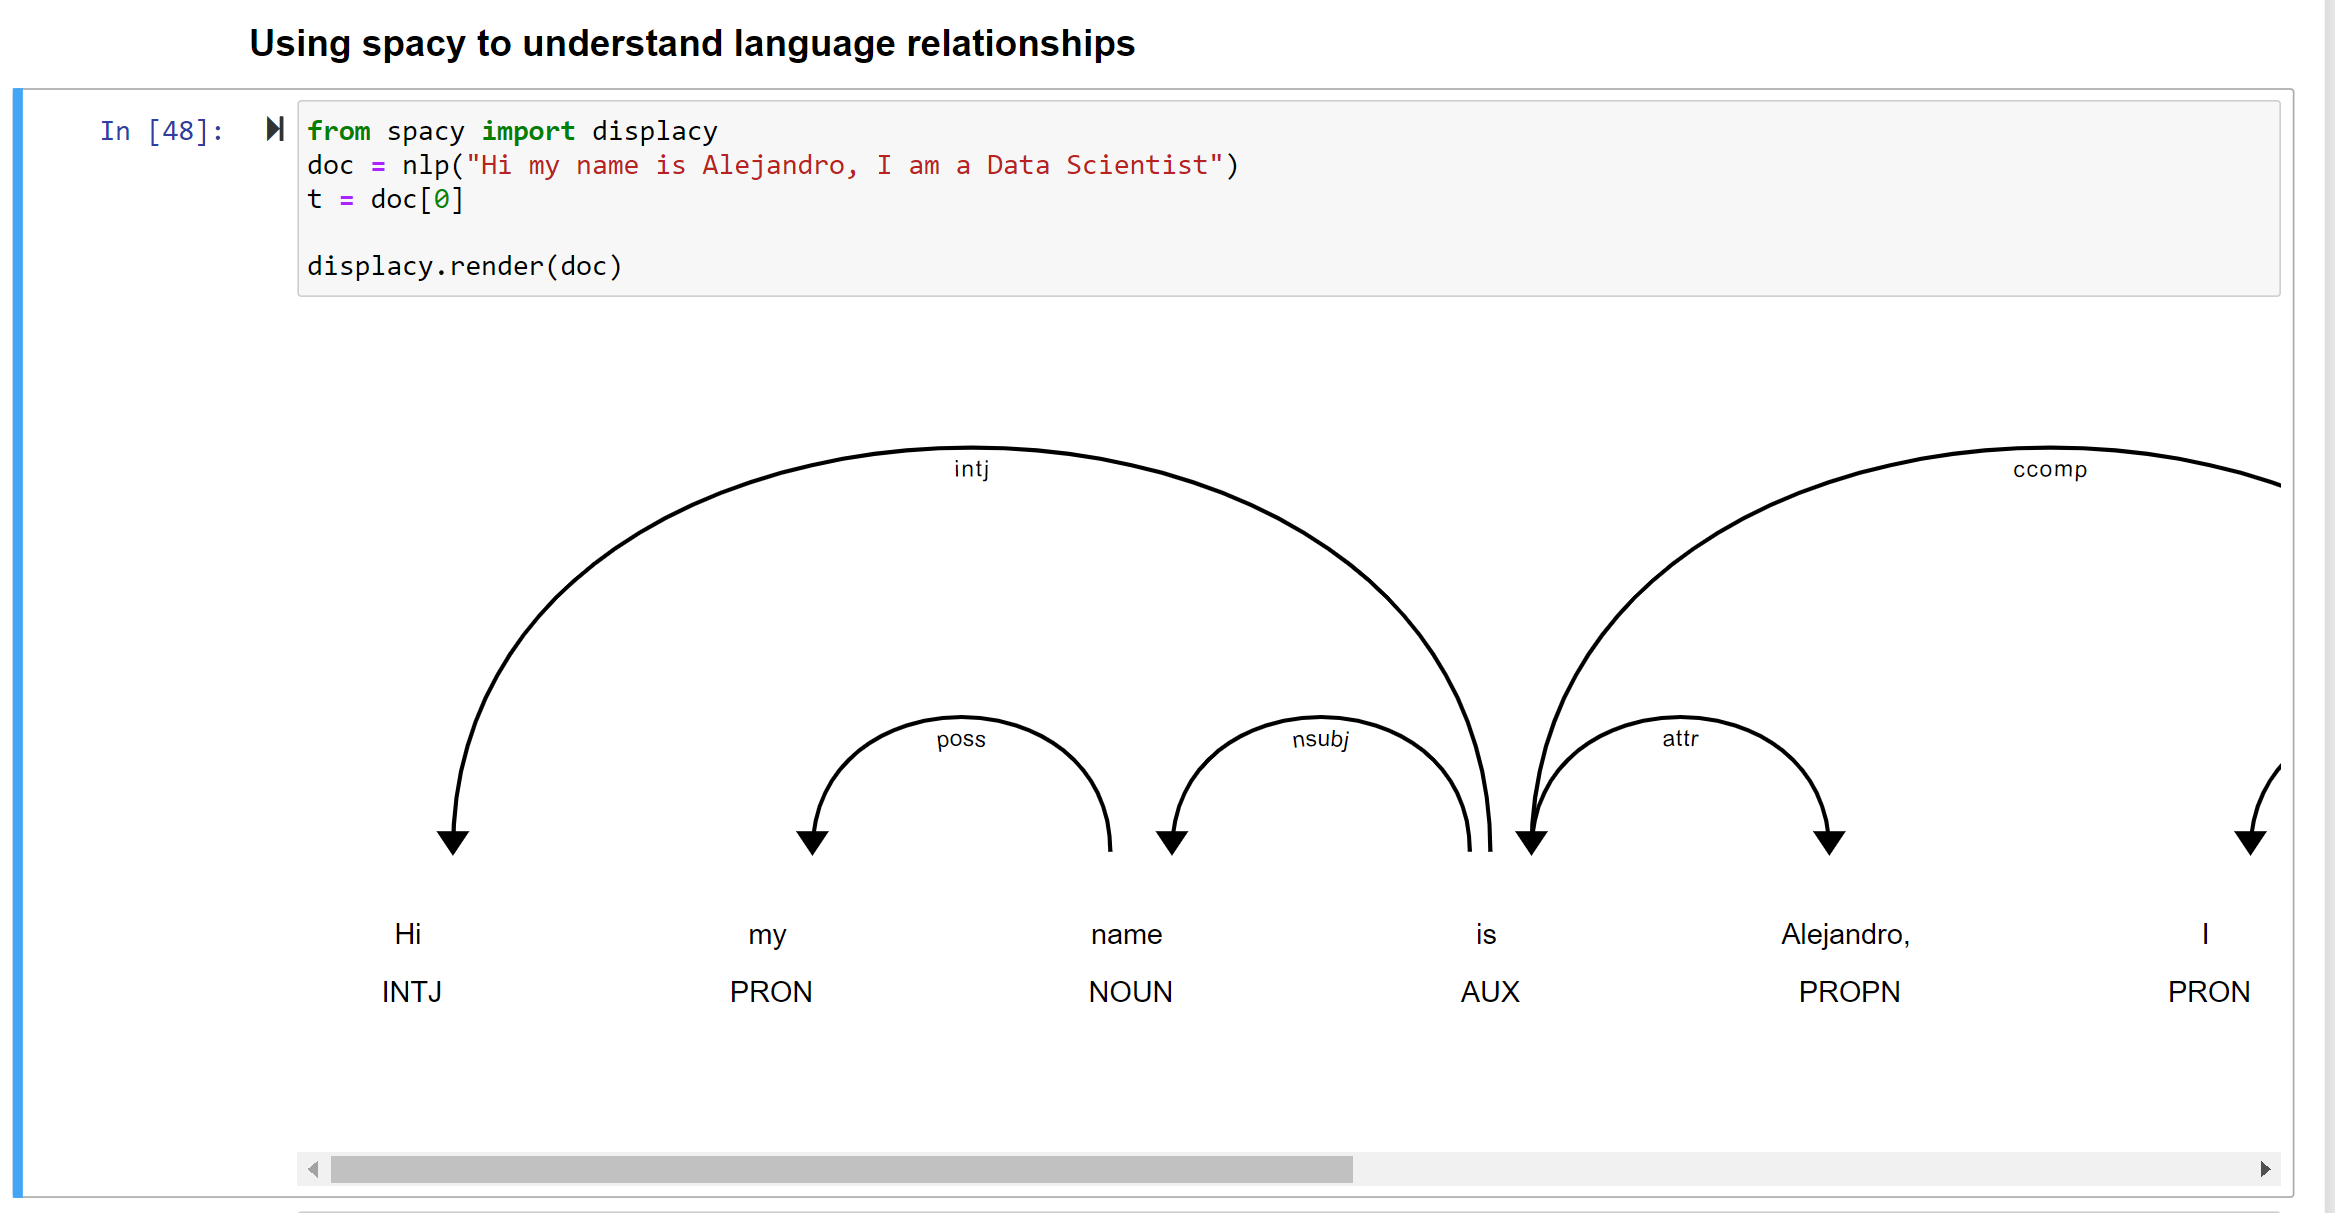 Using spacy to understand language relationships
In [48]:
from spacy import displacy
doc = nlp("Hi my name is Alejandro, I am a Data Scientist")
t = doc[0]
displacy.render(doc)
intj ccomp
poss nsubj attr
Hi my name is Alejandro, I
INTJ PRON NOUN AUX PROPN PRON